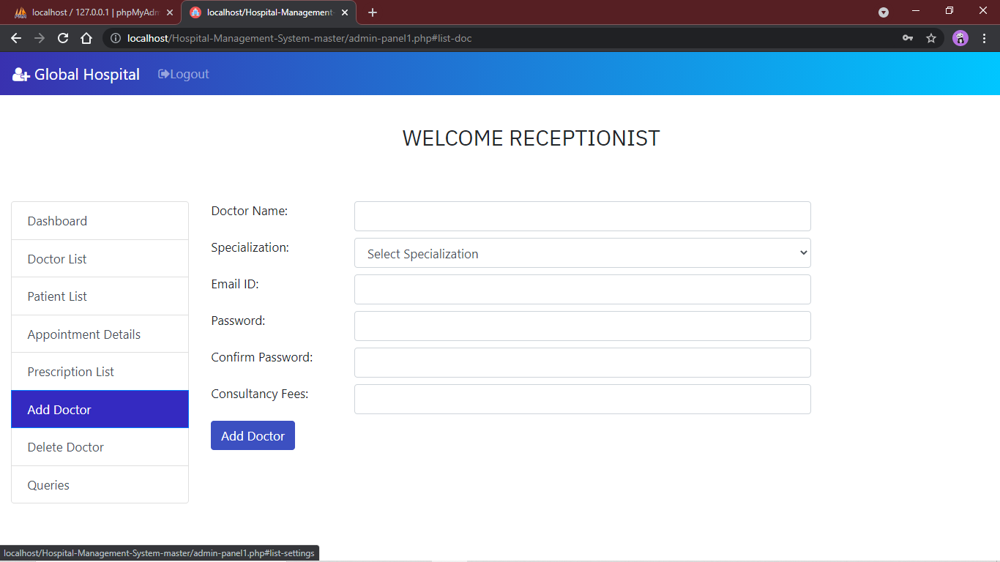 localhost / 127.0.0.1 | phpMyAdm
localhost/Hospital-Management-
localhost/Hospital-Management-System-master/admin-panel1.php#list-doc
Global Hospital
Logout
WELCOME RECEPTIONIST
Dashboard
Doctor List
Patient List
Appointment Details
Prescription List
Add Doctor
Delete Doctor
Queries
Doctor Name:
Specialization:
Select Specialization
Email ID:
Password:
Confirm Password:
Consultancy Fees:
Add Doctor
localhost/Hospital-Management-System-master/admin-panel1.php#list-settings